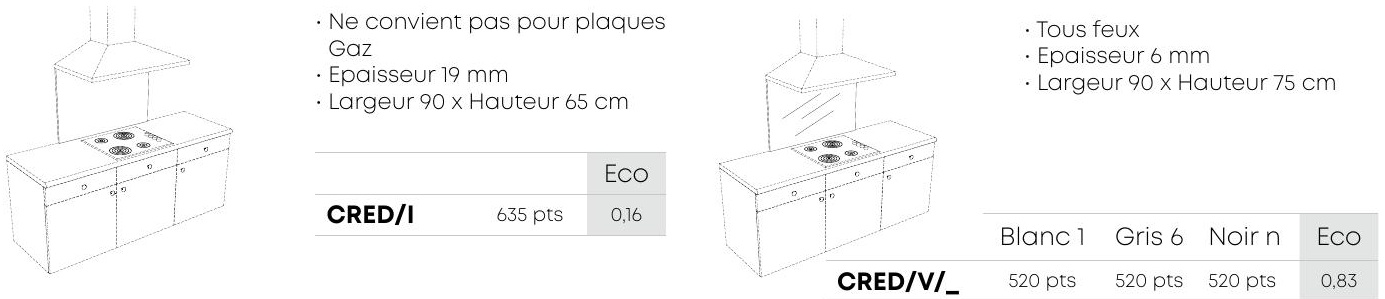 · Ne convient pas pour plaques
Gaz
· Epaisseur 19 mm
· Largeur 90 x Hauteur 65 cm
Eco
CRED/I 635 pts 0,16
· Tous feux
· Epaisseur 6 mm
· Largeur 90 x Hauteur 75 cm
Blanc 1 Gris 6 Noir n Eco
CRED/V/_ 520 pts 520 pts 520 pts 0,83